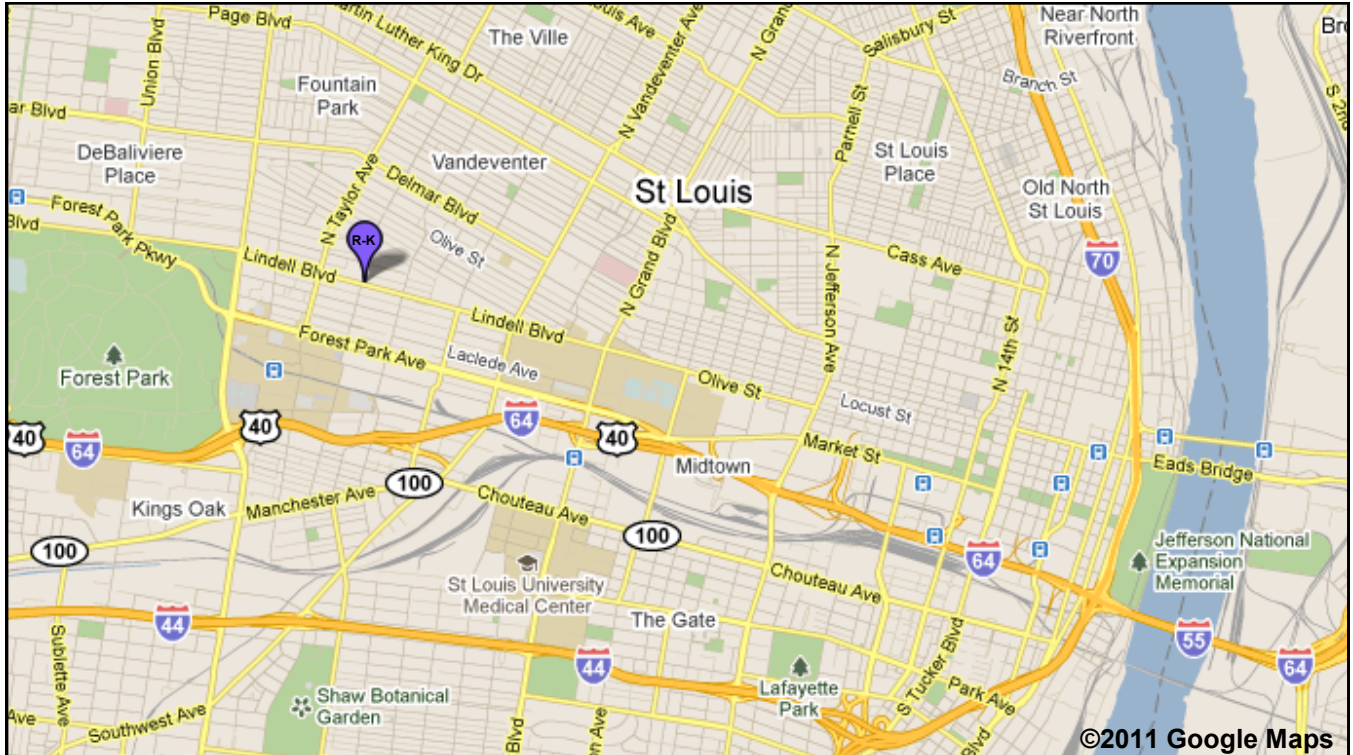 Page Blvd
Martin Luther King Dr
Union Blvd
The Ville
Louis Ave
N Vandeventer Ave
N Grand
Salisbury St
Near North
Riverfront
Branch St
S 2nd
Fountain
Park
Parnell St
ar Blvd
DeBaliviere
Place
Vandeventer
Delmar Blvd
N Taylor Ave
St Louis
St Louis
Place
Old North
St Louis
Forest Park Pkwy
Blvd
Lindell Blvd
R-K
Olive St
N Grand Blvd
N Jefferson Ave
Cass Ave
70
Lindell Blvd
Forest Park Ave
Laclede Ave
Olive St
Locust St
N 14th St
Forest Park
40
64
40
64
40
Market St
Midtown
Eads Bridge
Kings Oak
Manchester Ave
100
Chouteau Ave
100
100
64
Jefferson National
Expansion
Memorial
St Louis University
Medical Center
Chouteau Ave
The Gate
44
Sublette Ave
44
55
64
S Tucker Blvd
Lafayette
Park
Park Ave
Shaw Botanical
Garden
Southwest Ave
Ave
Blvd
Ave
Blvd
©2011 Google Maps